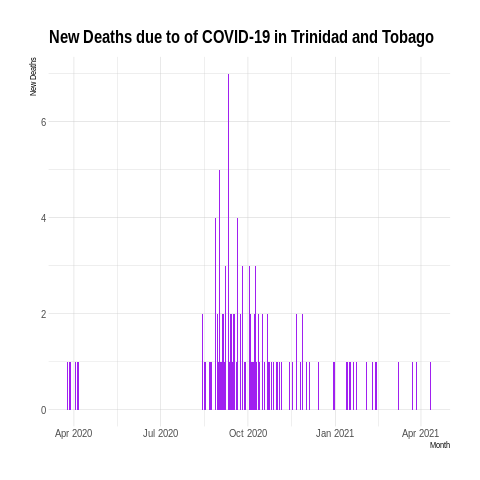 New Deaths due to of COVID-19 in Trinidad and Tobago
New Deaths
6
4
2
0
Apr 2020 Jul 2020 Oct 2020 Jan 2021 Apr 2021
Month